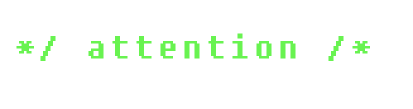 */ attention /*